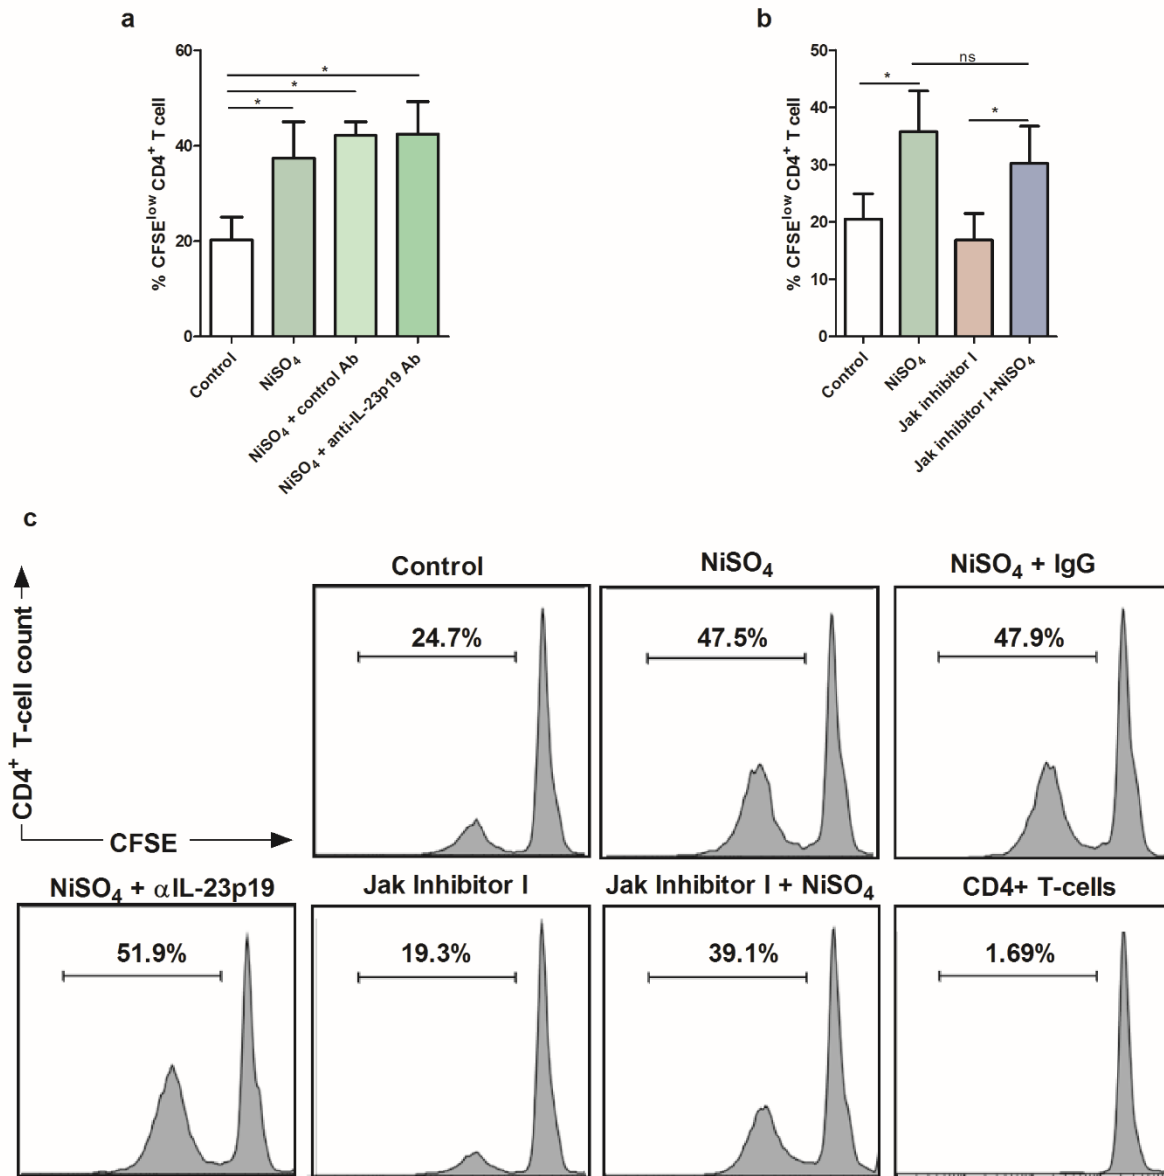 a
60
40
20
0
% CFSE^low CD4⁺ T cell
*
*
*
Control
NiSO₄
NiSO₄ + control Ab
NiSO₄ + anti-IL-23p19 Ab
b
50
40
30
20
10
0
% CFSE^low CD4⁺ T cell
*
ns
*
Control
NiSO₄
Jak inhibitor I
Jak inhibitor I+NiSO₄
c
CD4⁺ T-cell count
CFSE
Control
24.7%
NiSO₄
47.5%
NiSO₄ + IgG
47.9%
NiSO₄ + αIL-23p19
51.9%
Jak Inhibitor I
19.3%
Jak Inhibitor I + NiSO₄
39.1%
CD4+ T-cells
1.69%